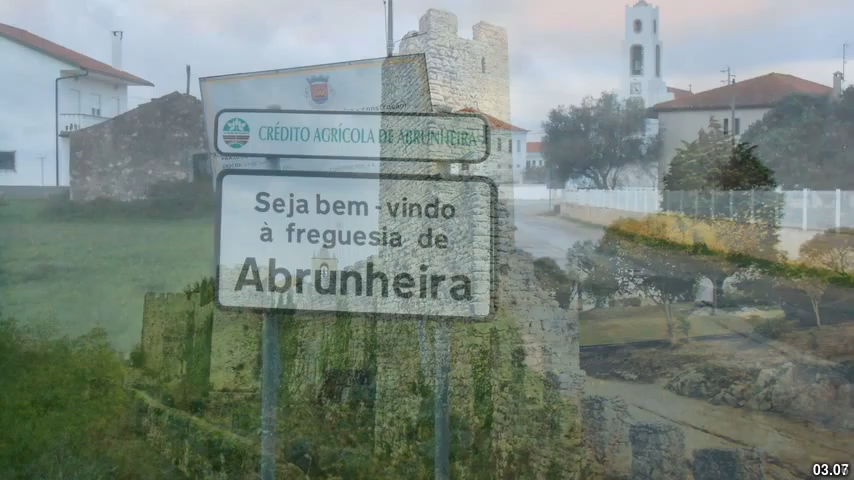 CRÉDITO AGRÍCOLA DE ABRUNHEIRA
Seja bem-vindo
à freguesia de
Abrunheira
03.07